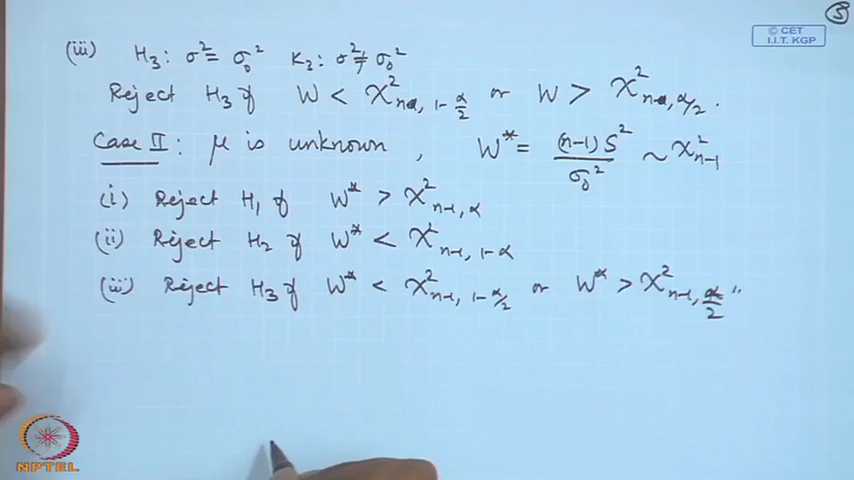 5
© CET
I.I.T. KGP
(iii) H₃: σ² = σ₀² K₃: σ² ≠ σ₀²
Reject H₃ if W < χ²ₙ, 1-α/2 or W > χ²ₙ, α/2 .
Case II : μ is unknown , W* = (n-1) S² / σ₀² ~ χ²ₙ₋₁
(i) Reject H₁ if W* > χ²ₙ₋₁, α
(ii) Reject H₂ if W* < χ²ₙ₋₁, 1-α
(iii) Reject H₃ if W* < χ²ₙ₋₁, 1-α/2 or W* > χ²ₙ₋₁, α/2 "
NPTEL